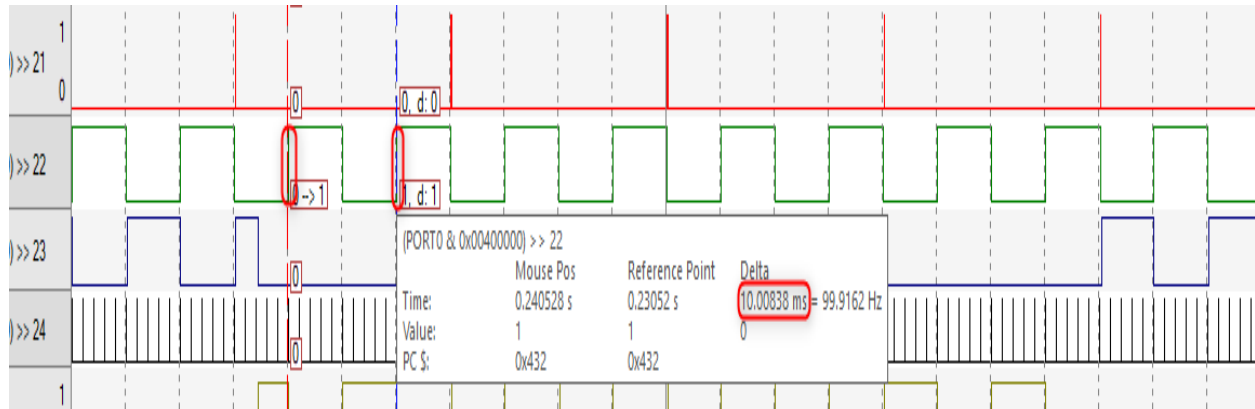 1
) >> 21
0
0
0, d: 0
) >> 22
0 --> 1
1, d: 1
) >> 23
0
(PORT0 & 0x00400000) >> 22
Mouse Pos Reference Point Delta
Time: 0.240528 s 0.23052 s 10.00838 ms = 99.9162 Hz
Value: 1 1 0
PC $: 0x432 0x432
) >> 24
0
1